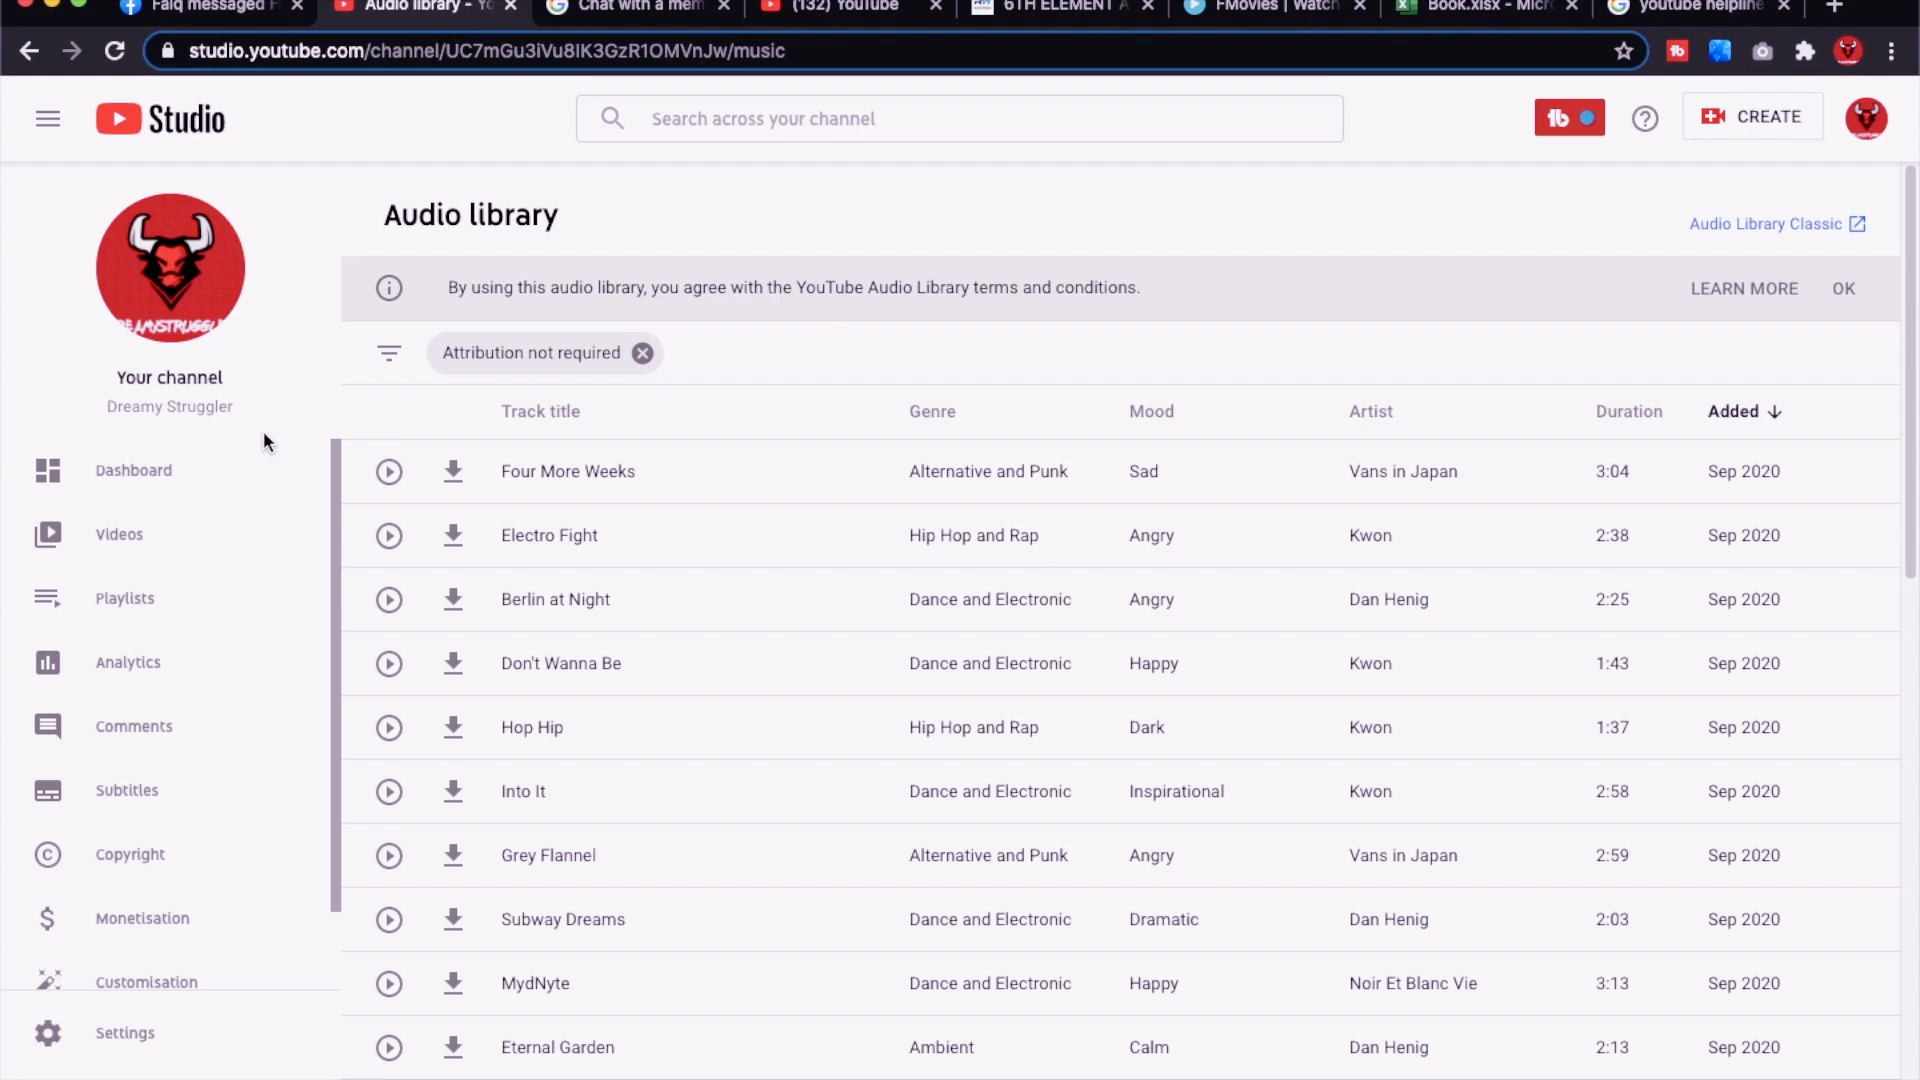 Faiq messaged
Audio library - Yo
Chat with a mem
(132) YouTube
6TH ELEMENT A
FMovies | Watch
Book.xlsx - Micro
youtube helpline
studio.youtube.com/channel/UC7mGu3iVu8IK3GzR1OMVnJw/music
Studio
Search across your channel
CREATE
Audio library
Audio Library Classic
By using this audio library, you agree with the YouTube Audio Library terms and conditions.
LEARN MORE
OK
Attribution not required
Your channel
Dreamy Struggler
Dashboard
Videos
Playlists
Analytics
Comments
Subtitles
Copyright
Monetisation
Customisation
Settings
Track title Genre Mood Artist Duration Added
Four More Weeks Alternative and Punk Sad Vans in Japan 3:04 Sep 2020
Electro Fight Hip Hop and Rap Angry Kwon 2:38 Sep 2020
Berlin at Night Dance and Electronic Angry Dan Henig 2:25 Sep 2020
Don't Wanna Be Dance and Electronic Happy Kwon 1:43 Sep 2020
Hop Hip Hip Hop and Rap Dark Kwon 1:37 Sep 2020
Into It Dance and Electronic Inspirational Kwon 2:58 Sep 2020
Grey Flannel Alternative and Punk Angry Vans in Japan 2:59 Sep 2020
Subway Dreams Dance and Electronic Dramatic Dan Henig 2:03 Sep 2020
MydNyte Dance and Electronic Happy Noir Et Blanc Vie 3:13 Sep 2020
Eternal Garden Ambient Calm Dan Henig 2:13 Sep 2020